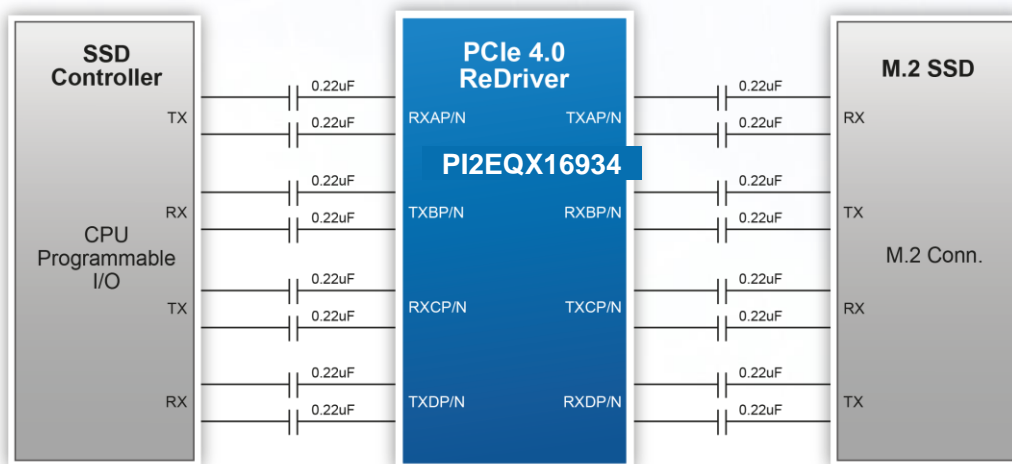 SSD
Controller
TX
RX
CPU
Programmable
I/O
TX
RX
0.22uF
0.22uF
0.22uF
0.22uF
0.22uF
0.22uF
0.22uF
0.22uF
PCIe 4.0
ReDriver
RXAP/N TXAP/N
PI2EQX16934
TXBP/N RXBP/N
RXCP/N TXCP/N
TXDP/N RXDP/N
0.22uF
0.22uF
0.22uF
0.22uF
0.22uF
0.22uF
0.22uF
0.22uF
M.2 SSD
RX
TX
M.2 Conn.
RX
TX